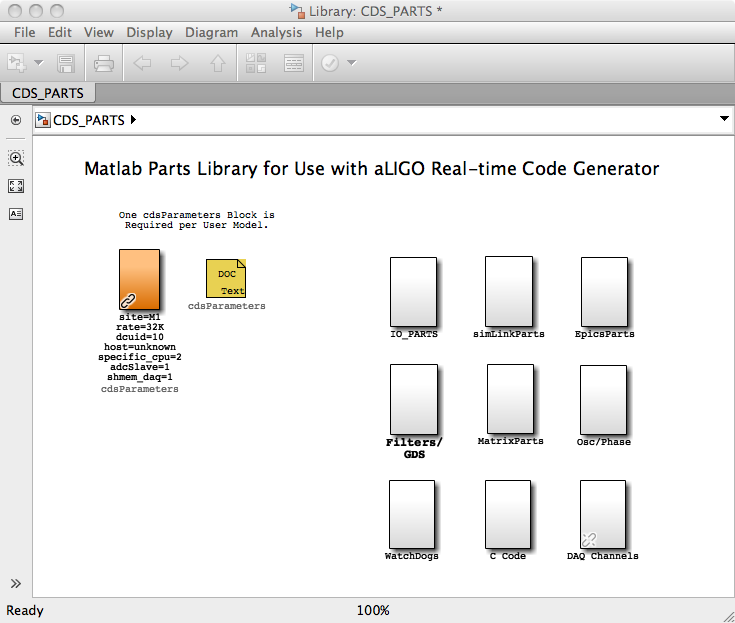 Library: CDS_PARTS *
File Edit View Display Diagram Analysis Help
CDS_PARTS
CDS_PARTS
Matlab Parts Library for Use with aLIGO Real-time Code Generator
One cdsParameters Block is
Required per User Model.
DOC
Text
cdsParameters
site=M1
rate=32K
dcuid=10
host=unknown
specific_cpu=2
adcSlave=1
shmem_daq=1
cdsParameters
IO_PARTS
simLinkParts
EpicsParts
Filters/
GDS
MatrixParts
Osc/Phase
WatchDogs
C Code
DAQ Channels
Ready 100%